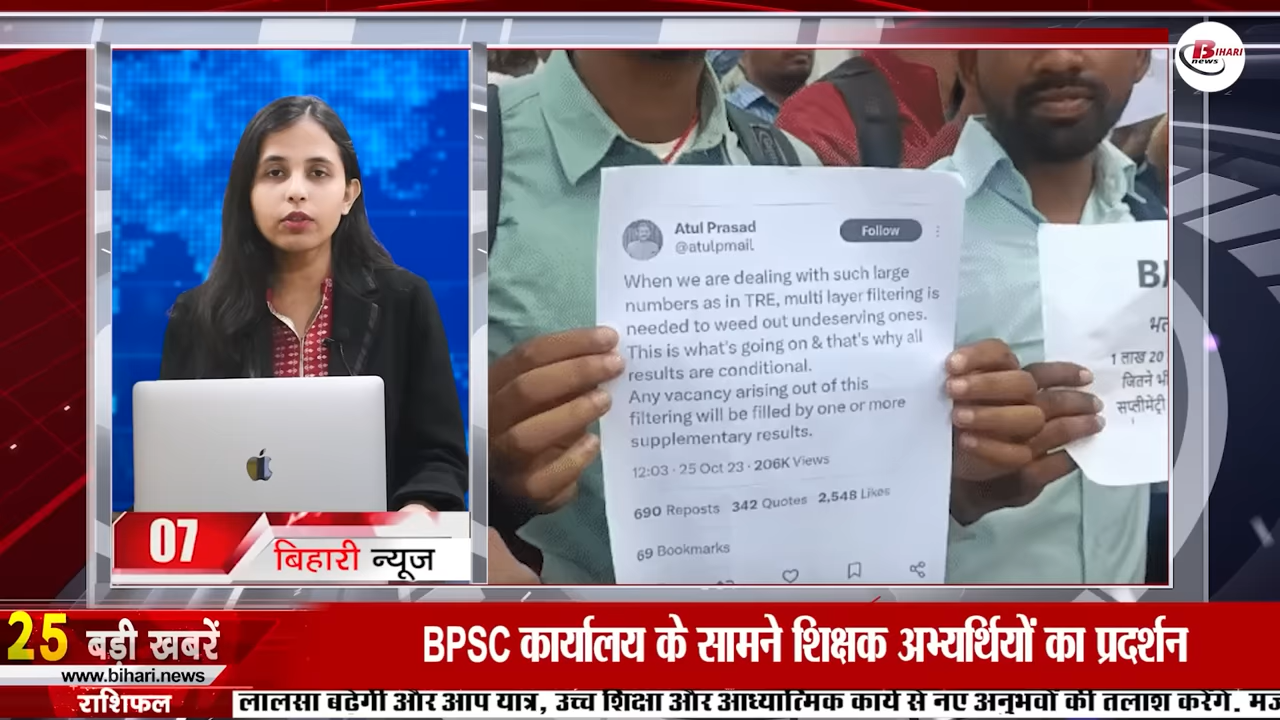 BIHARI
news
Atul Prasad
@atulpmail
Follow
When we are dealing with such large
numbers as in TRE, multi layer filtering is
needed to weed out undeserving ones.
This is what's going on & that's why all
results are conditional.
Any vacancy arising out of this
filtering will be filled by one or more
supplementary results.
12:03 · 25 Oct 23 · 206K Views
690 Reposts 342 Quotes 2,548 Likes
69 Bookmarks
1 लाख 20
जितने भी
सप्लीमेंट्री
07
बिहारी न्यूज
25 बड़ी खबरें
www.bihari.news
BPSC कार्यालय के सामने शिक्षक अभ्यर्थियों का प्रदर्शन
राशिफल
लालसा बढेगी और आप यात्र, उच्च शिक्षा और आध्यात्मिक कार्य से नए अनुभवों की तलाश करेंगे.